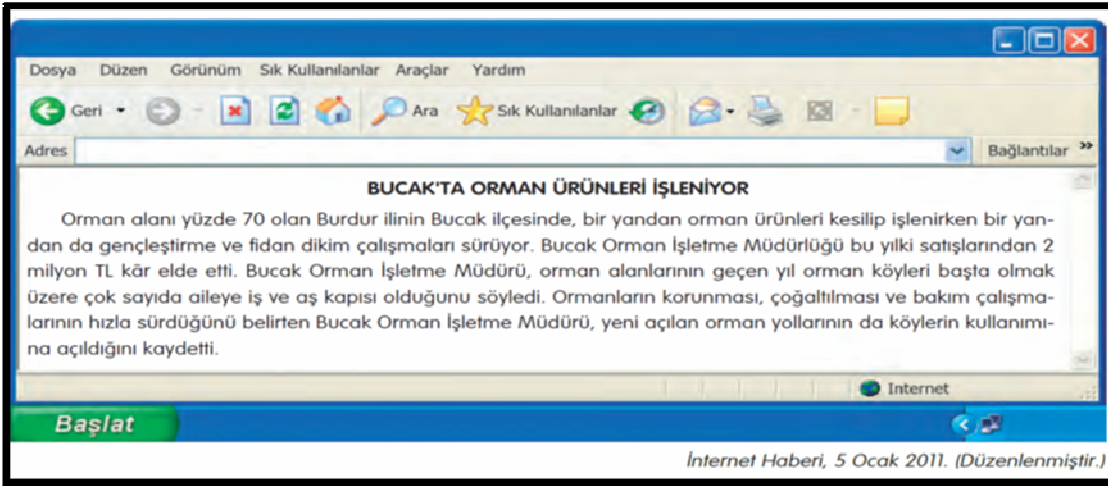 Dosya Düzen Görünüm Sık Kullanılanlar Araçlar Yardım
Geri Ara Sık Kullanılanlar
Adres Bağlantılar
BUCAK'TA ORMAN ÜRÜNLERİ İŞLENİYOR
Orman alanı yüzde 70 olan Burdur ilinin Bucak ilçesinde, bir yandan orman ürünleri kesilip işlenirken bir yan-
dan da gençleştirme ve fidan dikim çalışmaları sürüyor. Bucak Orman İşletme Müdürlüğü bu yılki satışlarından 2
milyon TL kâr elde etti. Bucak Orman İşletme Müdürü, orman alanlarının geçen yıl orman köyleri başta olmak
üzere çok sayıda aileye iş ve aş kapısı olduğunu söyledi. Ormanların korunması, çoğaltılması ve bakım çalışma-
larının hızla sürdüğünü belirten Bucak Orman İşletme Müdürü, yeni açılan orman yollarının da köylerin kullanımı-
na açıldığını kaydetti.
Internet
Başlat
İnternet Haberi, 5 Ocak 2011. (Düzenlenmiştir.)